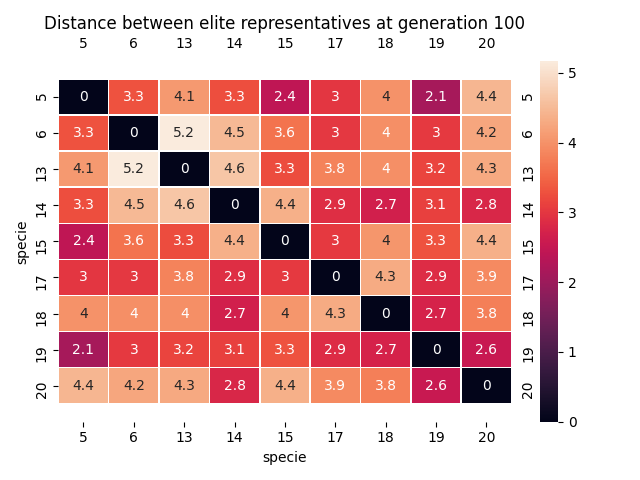 Distance between elite representatives at generation 100
5 6 13 14 15 17 18 19 20
5 0 3.3 4.1 3.3 2.4 3 4 2.1 4.4 5
6 3.3 0 5.2 4.5 3.6 3 4 3 4.2 6
13 4.1 5.2 0 4.6 3.3 3.8 4 3.2 4.3 13
14 3.3 4.5 4.6 0 4.4 2.9 2.7 3.1 2.8 14
15 2.4 3.6 3.3 4.4 0 3 4 3.3 4.4 15
17 3 3 3.8 2.9 3 0 4.3 2.9 3.9 17
18 4 4 4 2.7 4 4.3 0 2.7 3.8 18
19 2.1 3 3.2 3.1 3.3 2.9 2.7 0 2.6 19
20 4.4 4.2 4.3 2.8 4.4 3.9 3.8 2.6 0 20
5 6 13 14 15 17 18 19 20
specie
specie
5
4
3
2
1
0